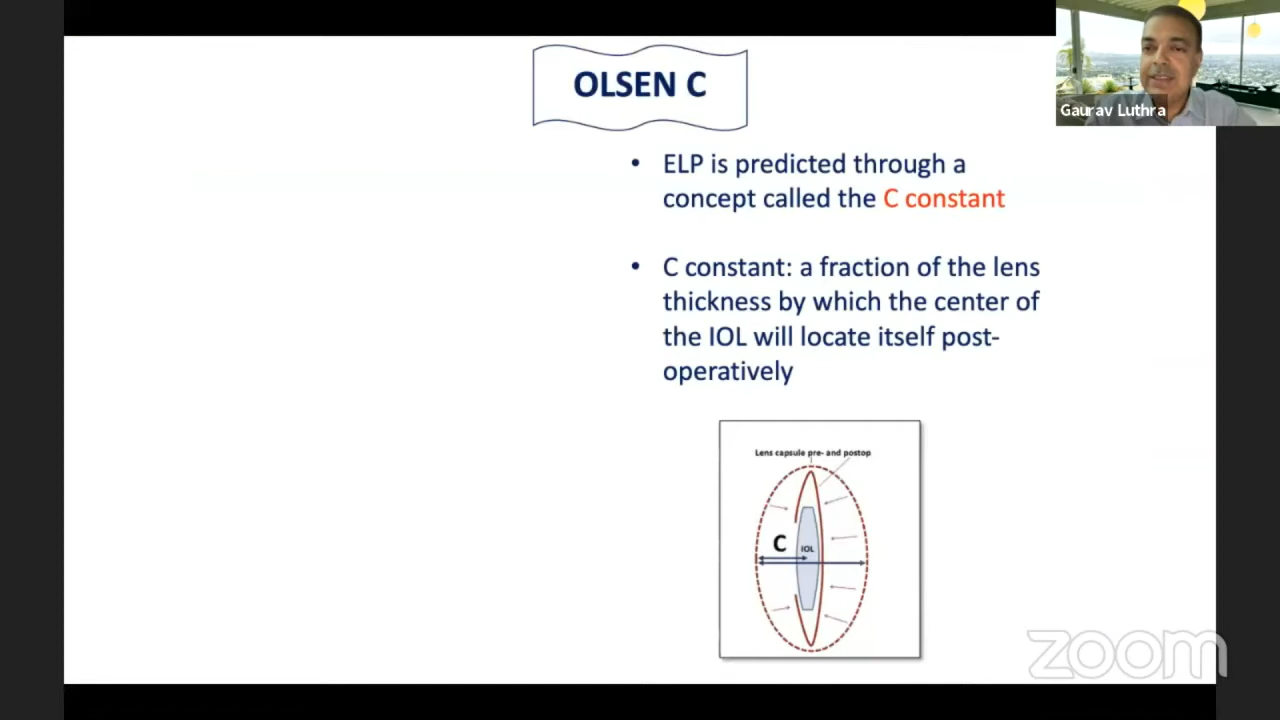 OLSEN C
Gaurav Luthra
• ELP is predicted through a
concept called the C constant
• C constant: a fraction of the lens
thickness by which the center of
the IOL will locate itself post-
operatively
Lens capsule pre- and postop
C
IOL
zoom